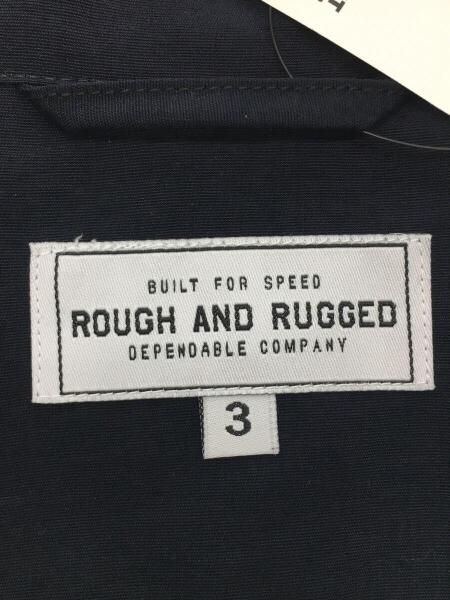 BUILT FOR SPEED
ROUGH AND RUGGED
DEPENDABLE COMPANY
3